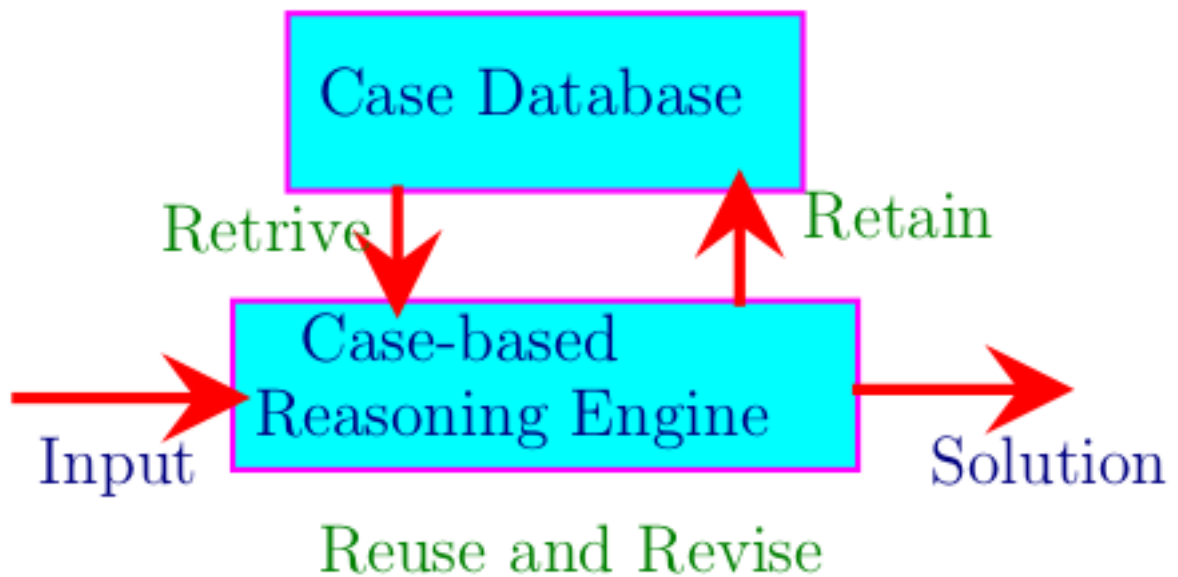 Case Database
Retrive
Retain
Case-based
Reasoning Engine
Input
Solution
Reuse and Revise